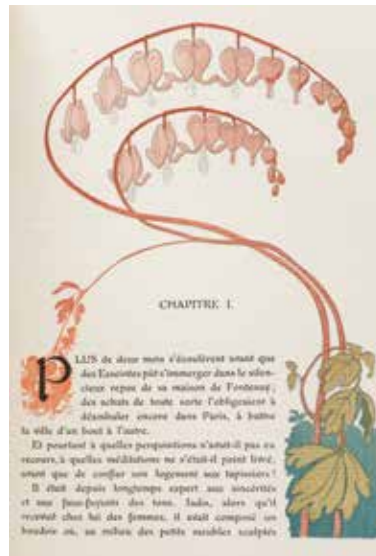 CHAPITRE I.
PLUS de deux mois s'écoulèrent avant que
des Esseintes pût s'immerger dans le silen-
cieux repos de sa maison de Fontenay;
des achats de toute sorte l'obligeaient à
déambuler encore dans Paris, à battre
la ville d'un bout à l'autre.
Et pourtant à quelles perquisitions n'avait-il pas eu
recours, à quelles méditations ne s'était-il point livré,
avant que de confier son logement aux tapissiers!
Il était depuis longtemps expert aux sincérités
et aux faux-fuyants des tons. Jadis, alors qu'il
recevait chez lui des femmes, il avait composé un
boudoir où, au milieu des petits meubles sculptés